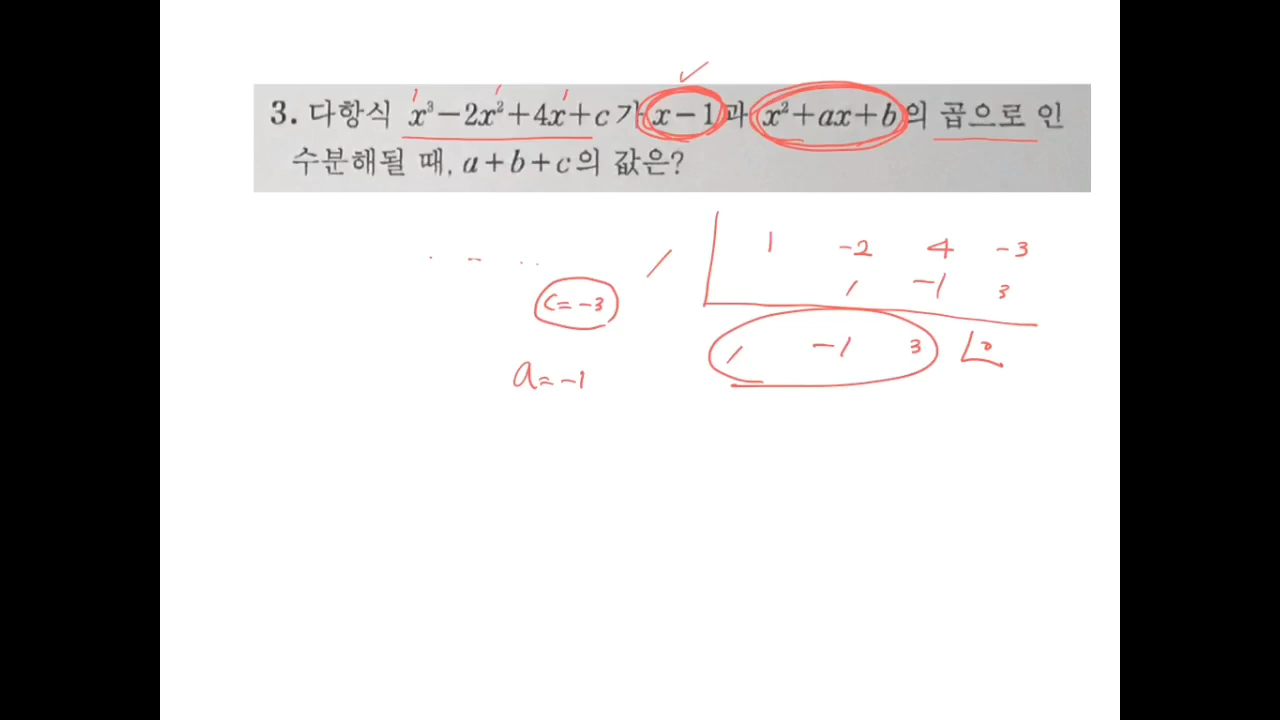 3. 다항식 x³−2x²+4x+c가 x−1과 x²+ax+b의 곱으로 인
수분해될 때, a+b+c의 값은?
1 1 -2 4 -3
1 -1 3
c=-3
1 -1 3 0
a=-1